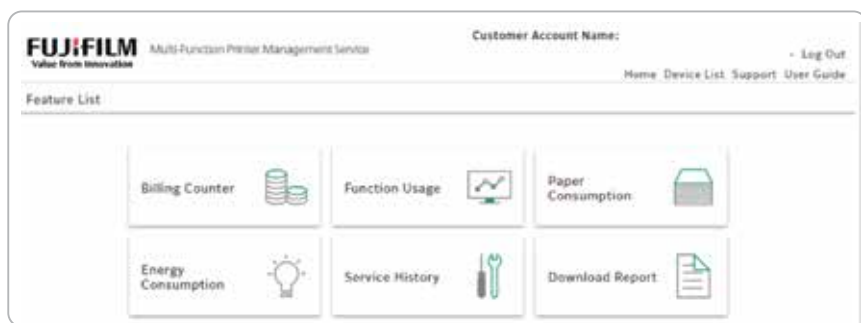 FUJIFILM
Value from Innovation
Multi-Function Printer Management Service
Customer Account Name:
- Log Out
Home Device List Support User Guide
Feature List
Billing Counter
Function Usage
Paper
Consumption
Energy
Consumption
Service History
Download Report